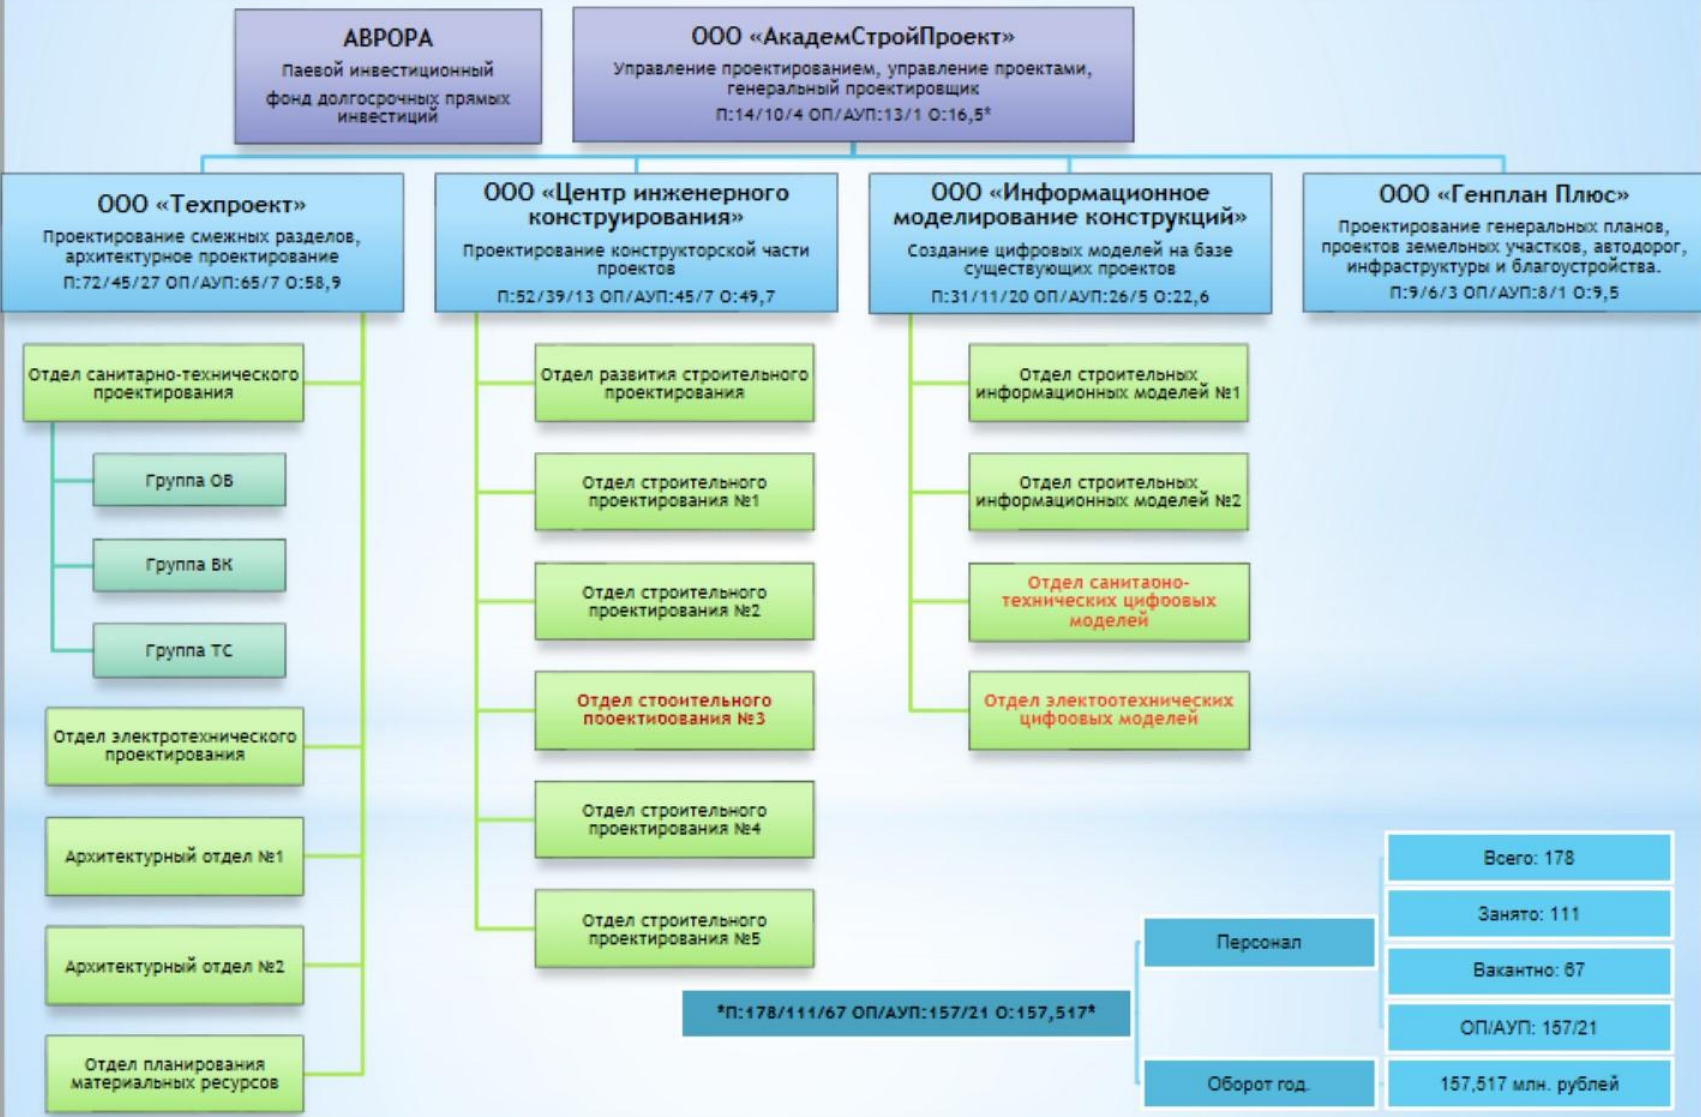 АВРОРА
Паевой инвестиционный
фонд долгосрочных прямых
инвестиций
ООО «АкадемСтройПроект»
Управление проектированием, управление проектами,
генеральный проектировщик
П:14/10/4 ОП/АУП:13/1 О:16,5*
ООО «Техпроект»
Проектирование смежных разделов,
архитектурное проектирование
П:72/45/27 ОП/АУП:65/7 О:58,9
ООО «Центр инженерного
конструирования»
Проектирование конструкторской части
проектов
П:52/39/13 ОП/АУП:45/7 О:49,7
ООО «Информационное
моделирование конструкций»
Создание цифровых моделей на базе
существующих проектов
П:31/11/20 ОП/АУП:26/5 О:22,6
ООО «Генплан Плюс»
Проектирование генеральных планов,
проектов земельных участков, автодорог,
инфраструктуры и благоустройства.
П:9/6/3 ОП/АУП:8/1 О:9,5
Отдел санитарно-технического
проектирования
Группа ОВ
Группа ВК
Группа ТС
Отдел электротехнического
проектирования
Архитектурный отдел №1
Архитектурный отдел №2
Отдел планирования
материальных ресурсов
Отдел развития строительного
проектирования
Отдел строительного
проектирования №1
Отдел строительного
проектирования №2
Отдел строительного
проектирования №3
Отдел строительного
проектирования №4
Отдел строительного
проектирования №5
Отдел строительных
информационных моделей №1
Отдел строительных
информационных моделей №2
Отдел санитарно-
технических цифровых
моделей
Отдел электротехнических
цифровых моделей
*П:178/111/67 ОП/АУП:157/21 О:157,517*
Персонал
Всего: 178
Занято: 111
Вакантно: 67
ОП/АУП: 157/21
Оборот год.
157,517 млн. рублей